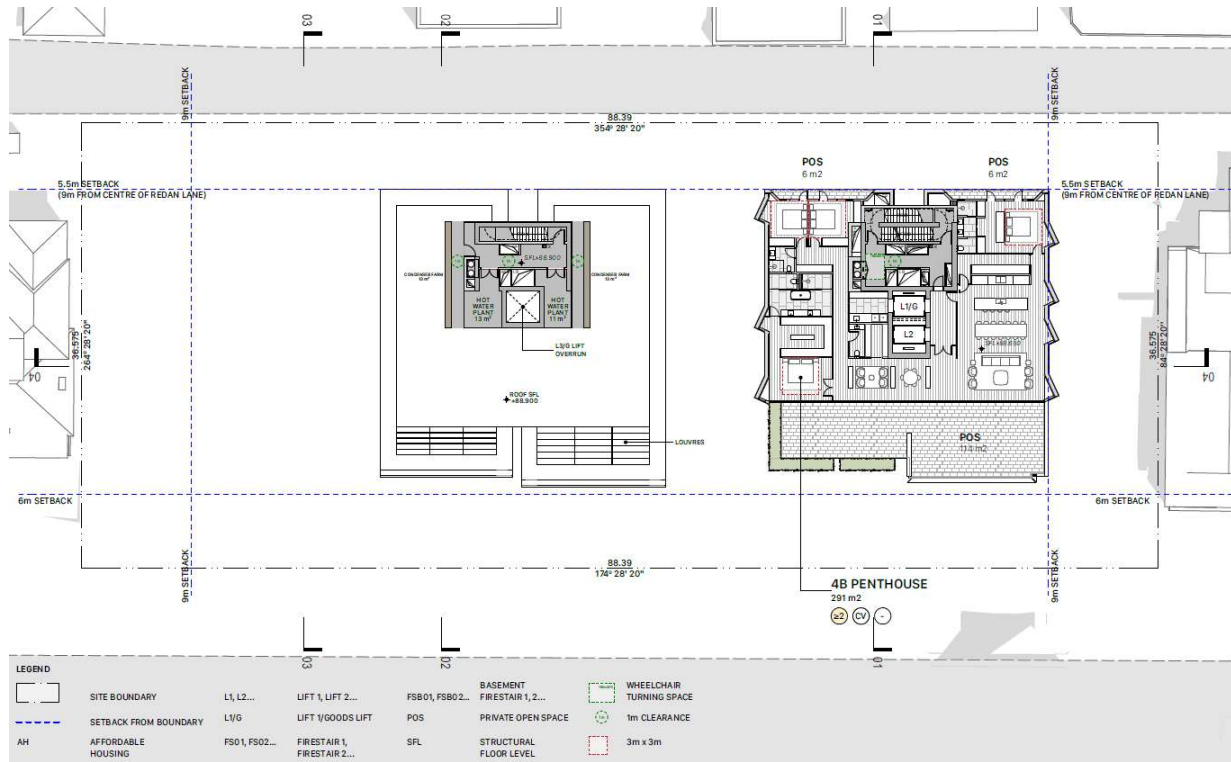 03
02
01
9m SETBACK
9m SETBACK
88.39
354° 28' 20"
POS
6 m2
POS
6 m2
5.5m SETBACK
(9m FROM CENTRE OF REDAN LANE)
5.5m SETBACK
(9m FROM CENTRE OF REDAN LANE)
SFL+88.900
CONDENSER FARM
CONDENSER FARM
HOT
WATER
PLANT
13 m²
HOT
WATER
PLANT
11 m²
L1/G
L2
L3/G LIFT
OVERRUN
36.575
264° 28' 20"
36.575
84° 28' 20"
04
04
ROOF SFL
+88.900
LOUVRES
POS
6m SETBACK
6m SETBACK
88.39
174° 28' 20"
9m SETBACK
9m SETBACK
4B PENTHOUSE
291 m2
≥2
CV
-
03
02
01
LEGEND
SITE BOUNDARY
SETBACK FROM BOUNDARY
AH
AFFORDABLE
HOUSING
L1, L2...
LIFT 1, LIFT 2...
L1/G
LIFT 1/GOODS LIFT
FS01, FS02...
FIRESTAIR 1,
FIRESTAIR 2...
FSB01, FSB02...
BASEMENT
FIRESTAIR 1, 2...
POS
PRIVATE OPEN SPACE
SFL
STRUCTURAL
FLOOR LEVEL
WHEELCHAIR
TURNING SPACE
1m CLEARANCE
3m x 3m